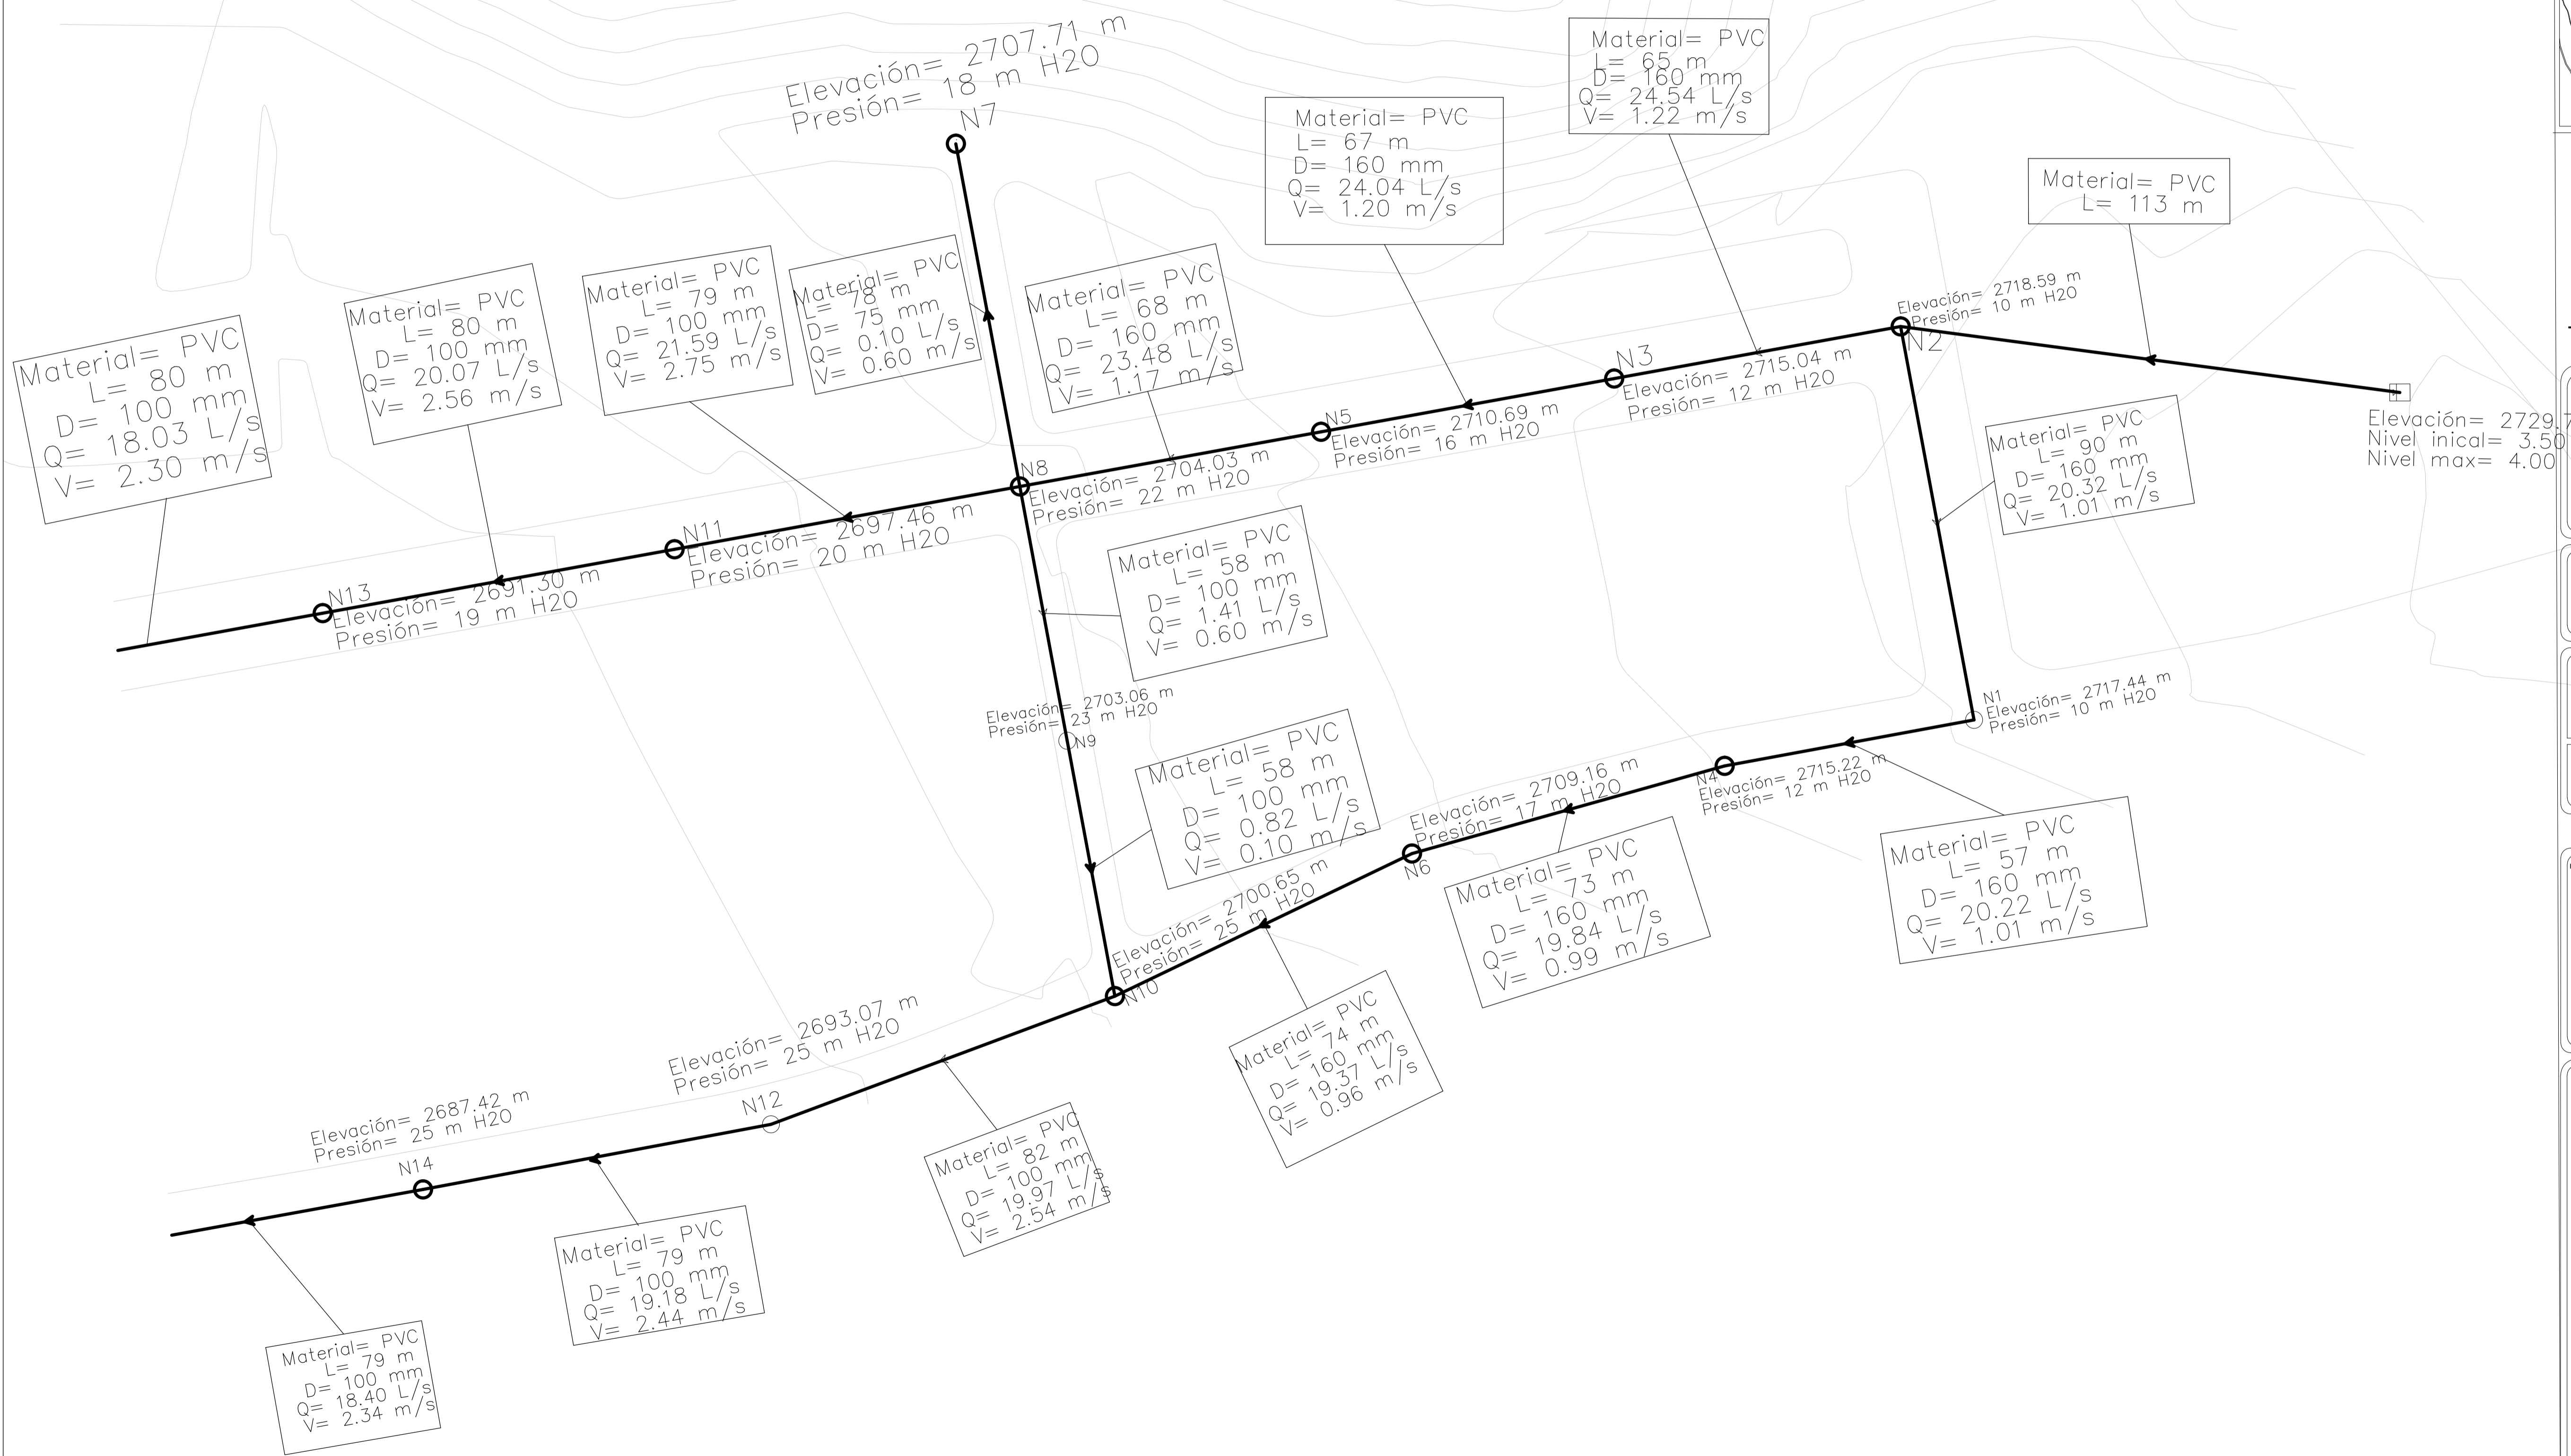 Elevación= 2707.71 m
Presión= 18 m H2O
N7
Material= PVC
L= 65 m
D= 160 mm
Q= 24.54 L/s
V= 1.22 m/s
Material= PVC
L= 67 m
D= 160 mm
Q= 24.04 L/s
V= 1.20 m/s
Material= PVC
L= 113 m
Material= PVC
L= 80 m
D= 100 mm
Q= 18.03 L/s
V= 2.30 m/s
Material= PVC
L= 80 m
D= 100 mm
Q= 20.07 L/s
V= 2.56 m/s
Material= PVC
L= 79 m
D= 100 mm
Q= 21.59 L/s
V= 2.75 m/s
Material= PVC
L= 78 m
D= 75 mm
Q= 0.10 L/s
V= 0.60 m/s
Material= PVC
L= 68 m
D= 160 mm
Q= 23.48 L/s
V= 1.17 m/s
Elevación= 2718.59 m
Presión= 10 m H2O
N2
N3
Elevación= 2715.04 m
Presión= 12 m H2O
N5
Elevación= 2710.69 m
Presión= 16 m H2O
Elevación= 2729.7
Nivel inical= 3.50
Nivel max= 4.00
Material= PVC
L= 90 m
D= 160 mm
Q= 20.32 L/s
V= 1.01 m/s
N8
Elevación= 2704.03 m
Presión= 22 m H2O
N11
Elevación= 2697.46 m
Presión= 20 m H2O
N13
Elevación= 2691.30 m
Presión= 19 m H2O
Material= PVC
L= 58 m
D= 100 mm
Q= 1.41 L/s
V= 0.60 m/s
Elevación= 2703.06 m
Presión= 23 m H2O
N9
N1
Elevación= 2717.44 m
Presión= 10 m H2O
Material= PVC
L= 58 m
D= 100 mm
Q= 0.82 L/s
V= 0.10 m/s
Elevación= 2709.16 m
Presión= 17 m H2O
N6
N4
Elevación= 2715.22 m
Presión= 12 m H2O
Material= PVC
L= 57 m
D= 160 mm
Q= 20.22 L/s
V= 1.01 m/s
Material= PVC
L= 73 m
D= 160 mm
Q= 19.84 L/s
V= 0.99 m/s
Elevación= 2700.65 m
Presión= 25 m H2O
N10
Material= PVC
L= 74 m
D= 160 mm
Q= 19.37 L/s
V= 0.96 m/s
Elevación= 2693.07 m
Presión= 25 m H2O
N12
Material= PVC
L= 82 m
D= 100 mm
Q= 19.97 L/s
V= 2.54 m/s
Elevación= 2687.42 m
Presión= 25 m H2O
N14
Material= PVC
L= 79 m
D= 100 mm
Q= 19.18 L/s
V= 2.44 m/s
Material= PVC
L= 79 m
D= 100 mm
Q= 18.40 L/s
V= 2.34 m/s